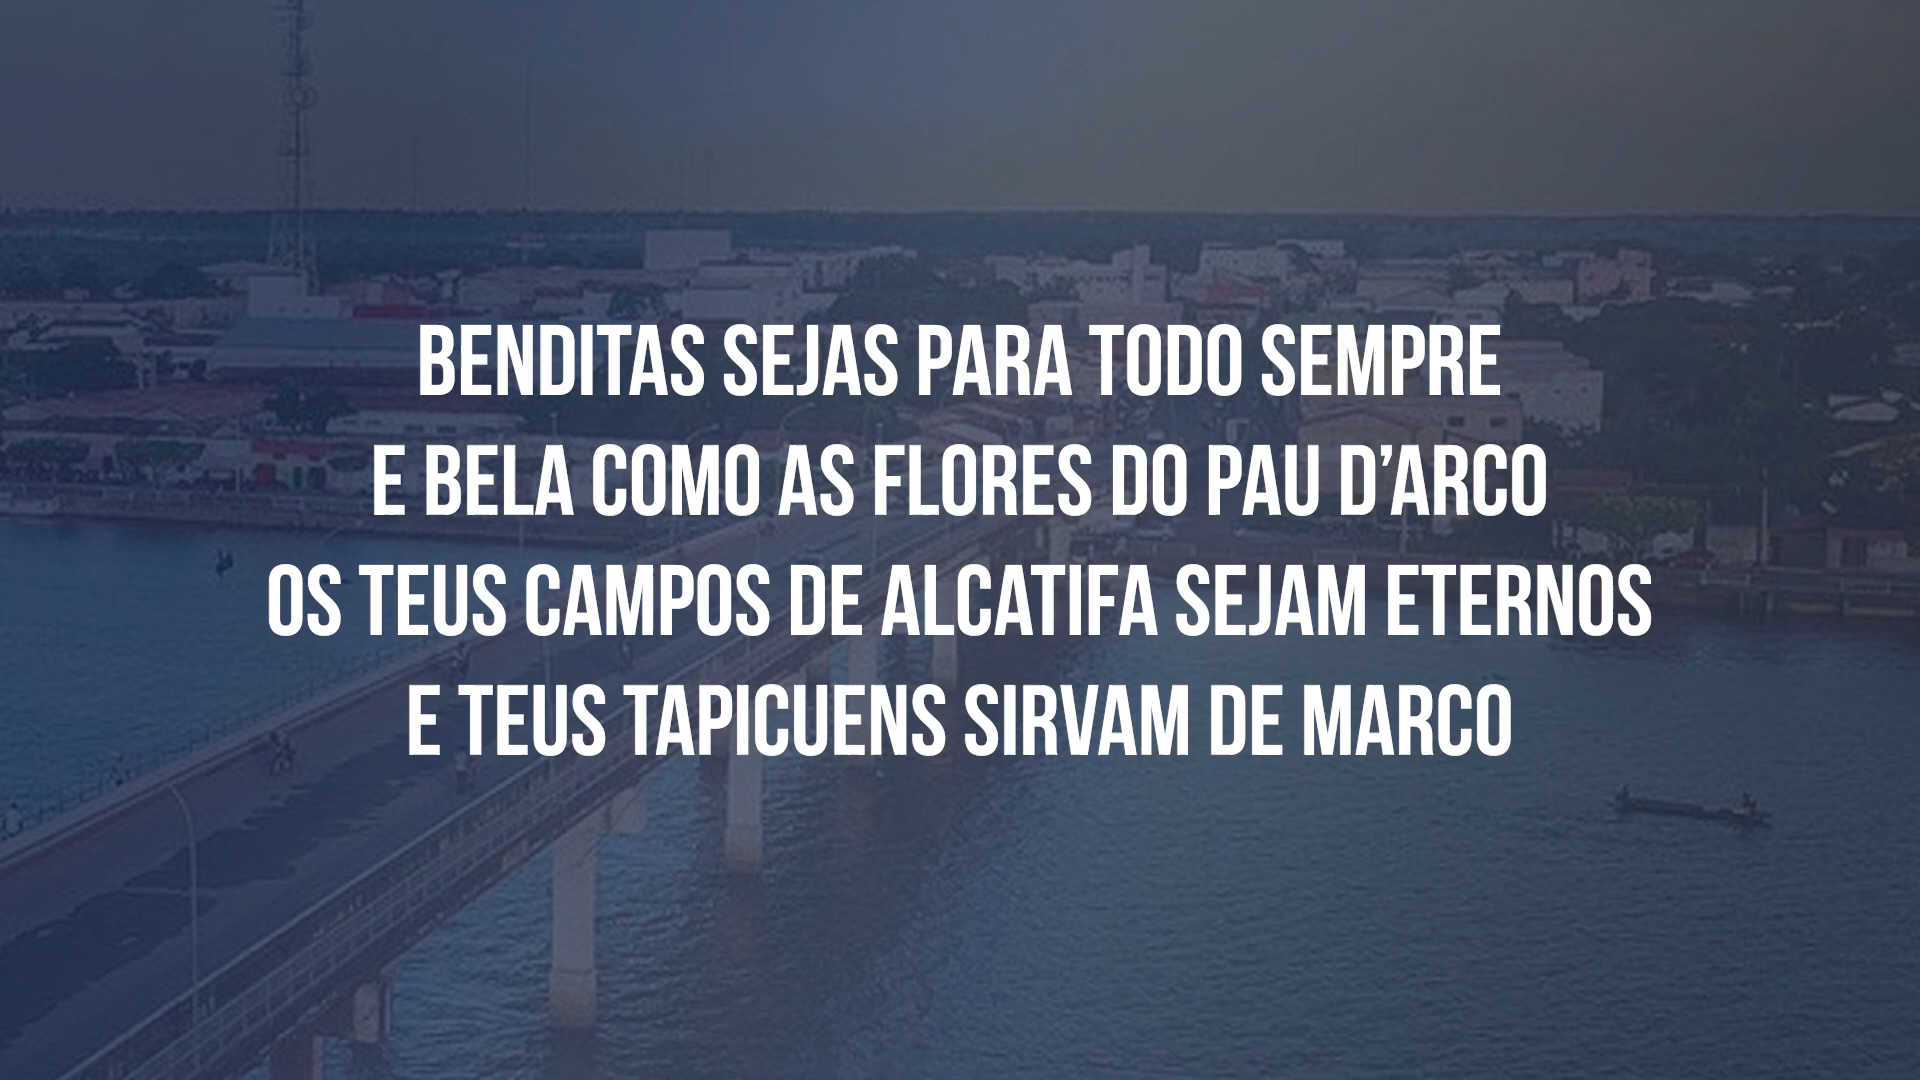 BENDITAS SEJAS PARA TODO SEMPRE
E BELA COMO AS FLORES DO PAU D’ARCO
OS TEUS CAMPOS DE ALCATIFA SEJAM ETERNOS
E TEUS TAPICUENS SIRVAM DE MARCO